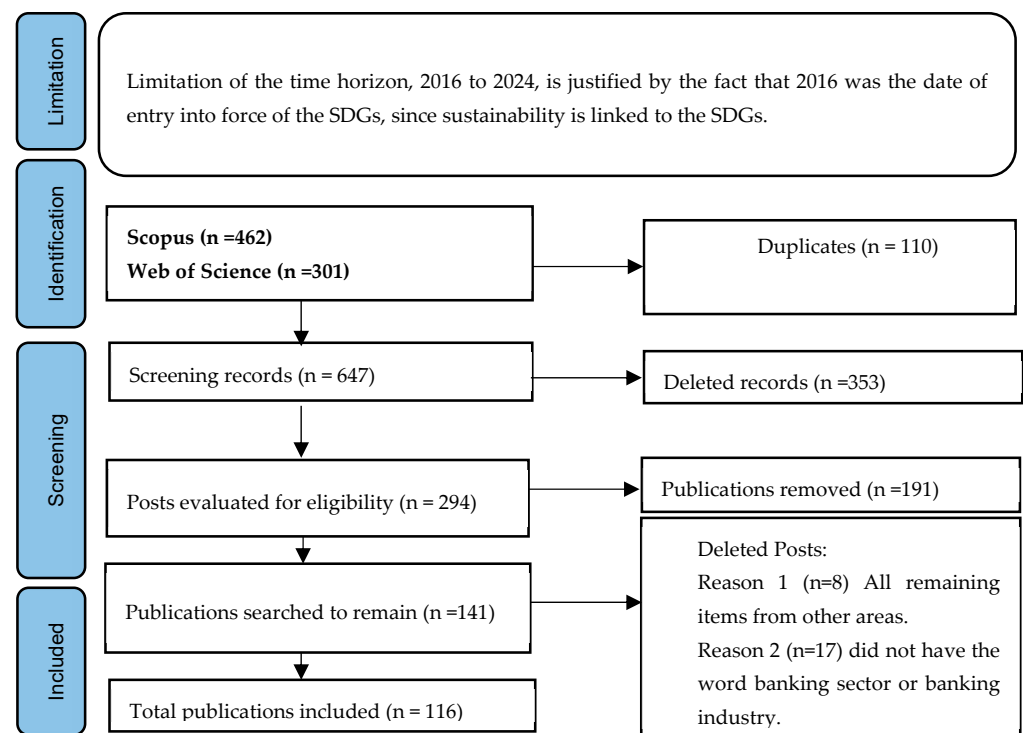 Limitation
Limitation of the time horizon, 2016 to 2024, is justified by the fact that 2016 was the date of
entry into force of the SDGs, since sustainability is linked to the SDGs.
Identification
Scopus (n =462)
Web of Science (n =301)
Duplicates (n = 110)
Screening
Screening records (n = 647)
Deleted records (n =353)
Posts evaluated for eligibility (n = 294)
Publications removed (n =191)
Publications searched to remain (n =141)
Deleted Posts:
Reason 1 (n=8) All remaining
items from other areas.
Reason 2 (n=17) did not have the
word banking sector or banking
industry.
Included
Total publications included (n = 116)